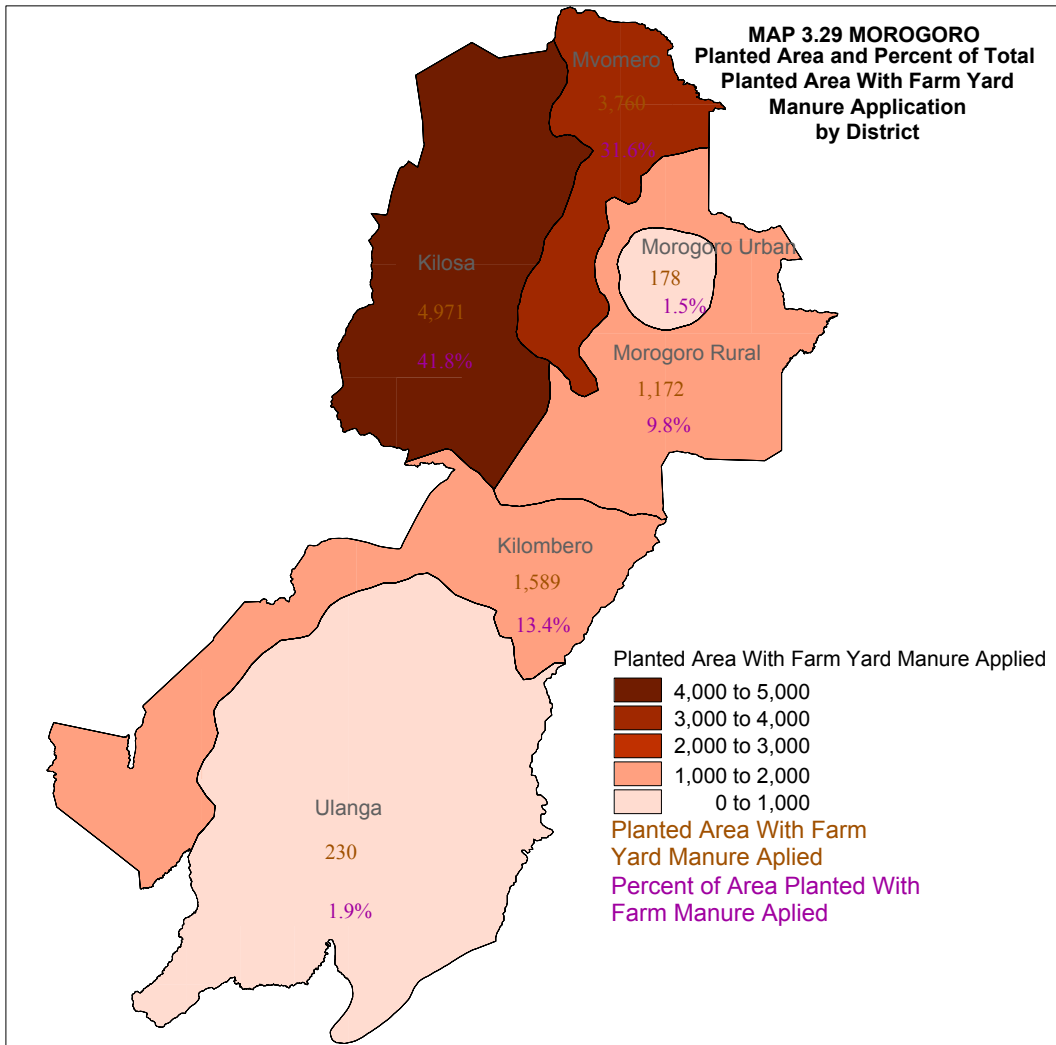 MAP 3.29 MOROGORO
Planted Area and Percent of Total
Planted Area With Farm Yard
Manure Application
by District
Mvomero
3,760
31.6%
Morogoro Urban
178
1.5%
Kilosa
4,971
41.8%
Morogoro Rural
1,172
9.8%
Kilombero
1,589
13.4%
Ulanga
230
1.9%
Planted Area With Farm Yard Manure Applied
4,000 to 5,000
3,000 to 4,000
2,000 to 3,000
1,000 to 2,000
0 to 1,000
Planted Area With Farm
Yard Manure Aplied
Percent of Area Planted With
Farm Manure Aplied